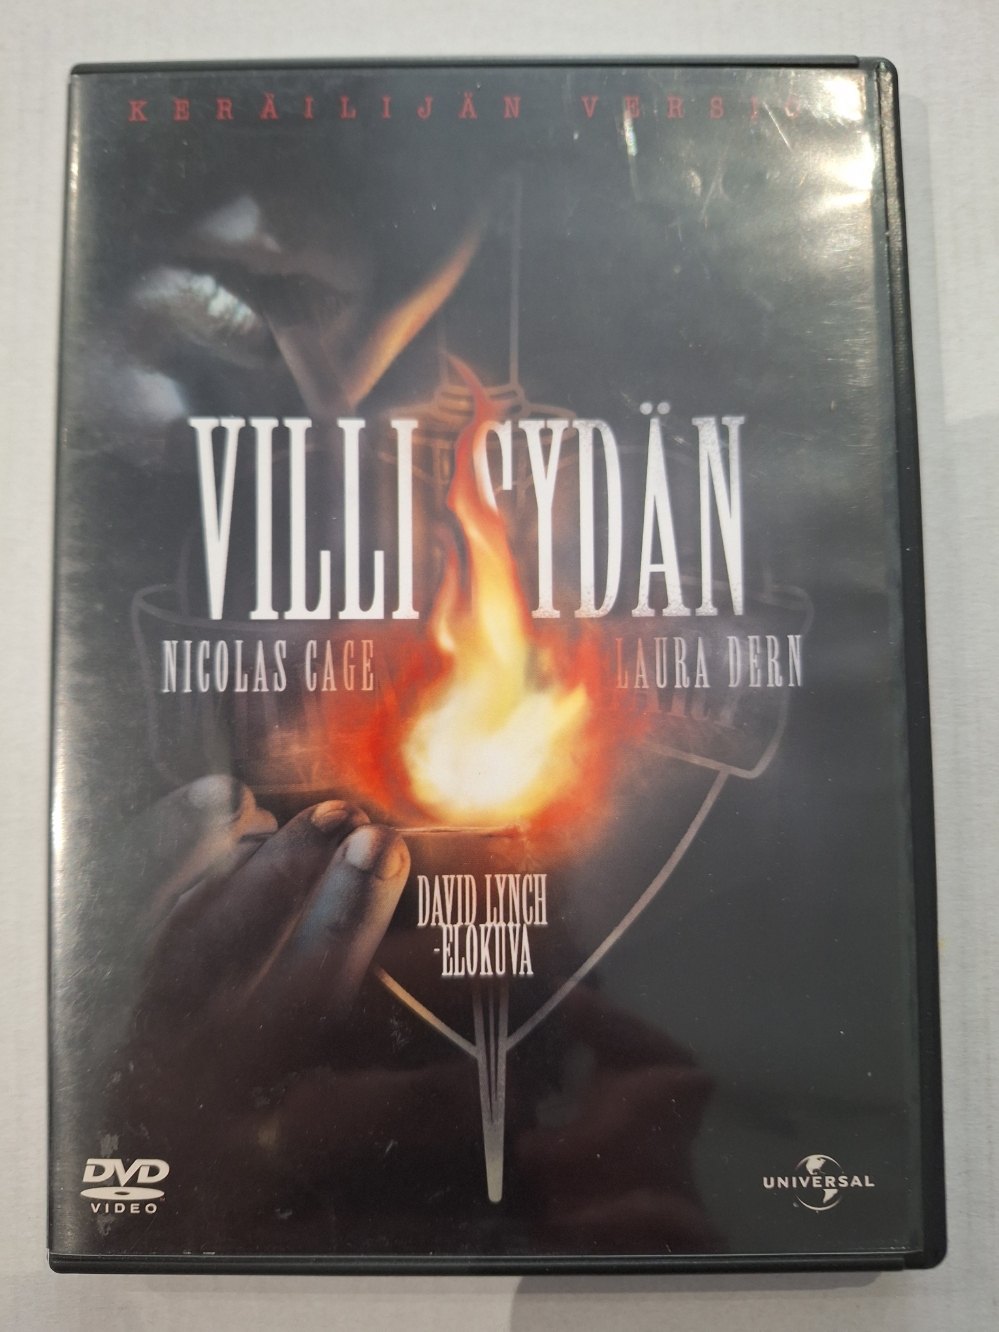 KERÄILIJÄN VERSIO
VILLI SYDÄN
NICOLAS CAGE
LAURA DERN
DAVID LYNCH
-ELOKUVA
DVD
VIDEO
UNIVERSAL